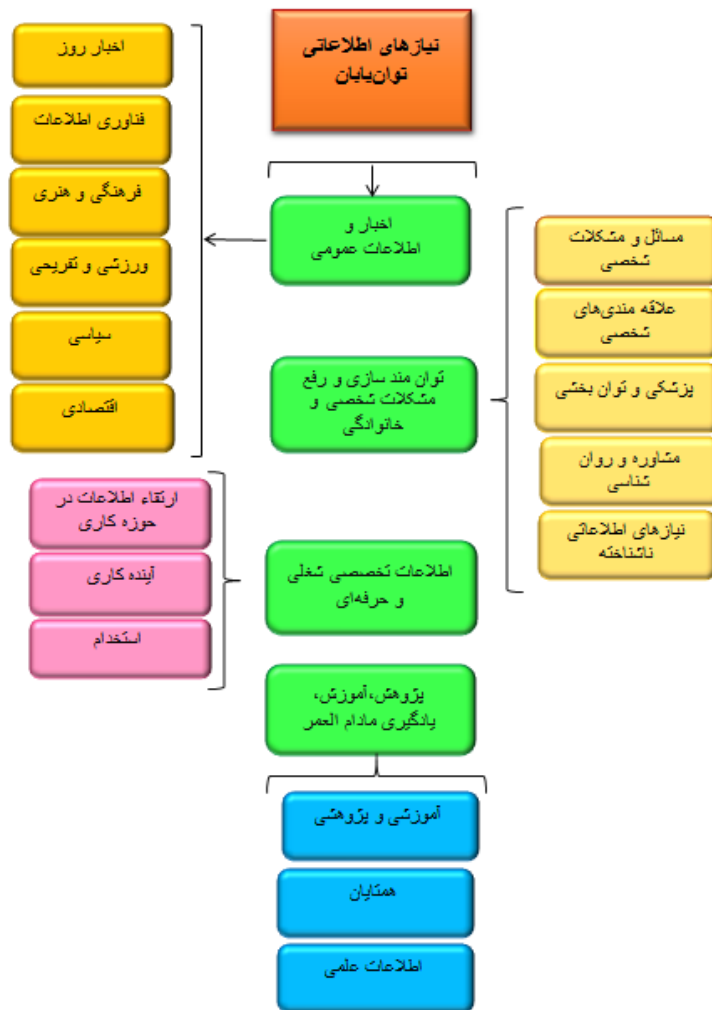 نیازهای اطلاعاتی
توان‌یابان
اخبار و
اطلاعات عمومی
اخبار روز
فناوری اطلاعات
فرهنگی و هنری
ورزشی و تفریحی
سیاسی
اقتصادی
توان مند سازی و رفع
مشکلات شخصی و
خانوادگی
مسائل و مشکلات
شخصی
علاقه مندی‌های
شخصی
پزشکی و توان بخشی
مشاوره و روان
شناسی
نیازهای اطلاعاتی
ناشناخته
اطلاعات تخصصی شغلی
و حرفه‌ای
ارتقاء اطلاعات در
حوزه کاری
آینده کاری
استخدام
پژوهش،آموزش،
یادگیری مادام العمر
آموزشی و پژوهشی
همتایان
اطلاعات علمی